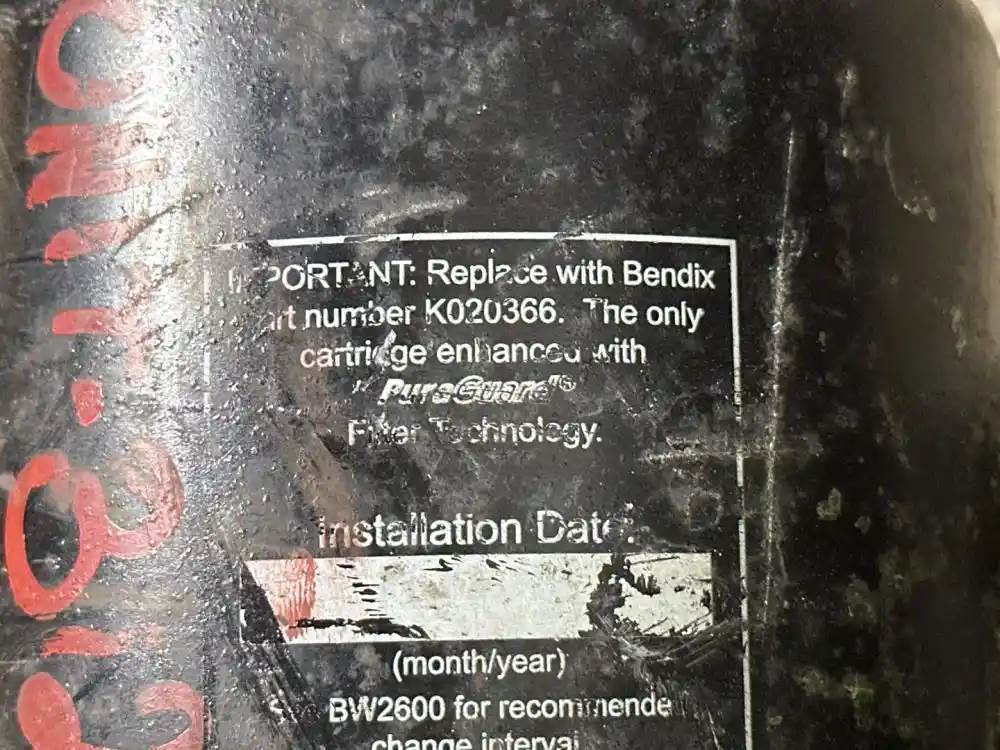 IMPORTANT: Replace with Bendix
part number K020366. The only
cartridge enhanced with
PuraGuard®
Filter Technology.
Installation Date:
(month/year)
BW2600 for recommende
change interval